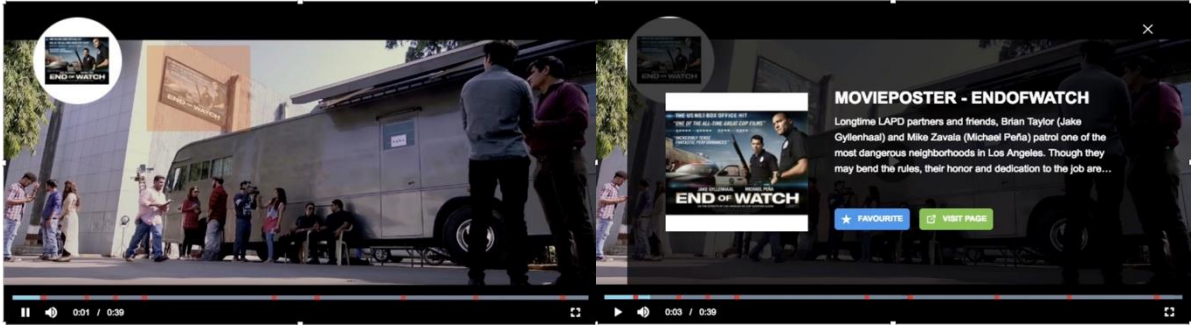 END OF WATCH
END OF WATCH
0:01 / 0:39
END OF WATCH
THE US NO.1 BOX OFFICE HIT
"ONE OF THE ALL-TIME GREAT COP FILMS"
JAKE GYLLENHAAL MICHAEL PEÑA
END OF WATCH
MOVIEPOSTER - ENDOFWATCH
Longtime LAPD partners and friends, Brian Taylor (Jake
Gyllenhaal) and Mike Zavala (Michael Peña) patrol one of the
most dangerous neighborhoods in Los Angeles. Though they
may bend the rules, their honor and dedication to the job are...
FAVOURITE VISIT PAGE
0:03 / 0:39